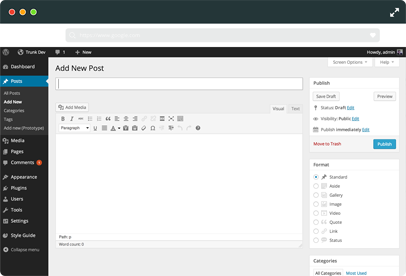 Trunk Dev
1
New
Howdy, admin
Dashboard
Posts
All Posts
Add New
Categories
Tags
Add new (Prototype)
Media
Pages
Comments
Appearance
Plugins
Users
Tools
Settings
Style Guide
Collapse menu
Screen Options
Help
Add New Post
Add Media
Visual
Text
Paragraph
Path: p
Word count: 0
Publish
Save Draft
Preview
Status: Draft Edit
Visibility: Public Edit
Publish immediately Edit
Move to Trash
Publish
Format
Standard
Aside
Gallery
Image
Video
Quote
Link
Status
Categories
All Categories
Most Used